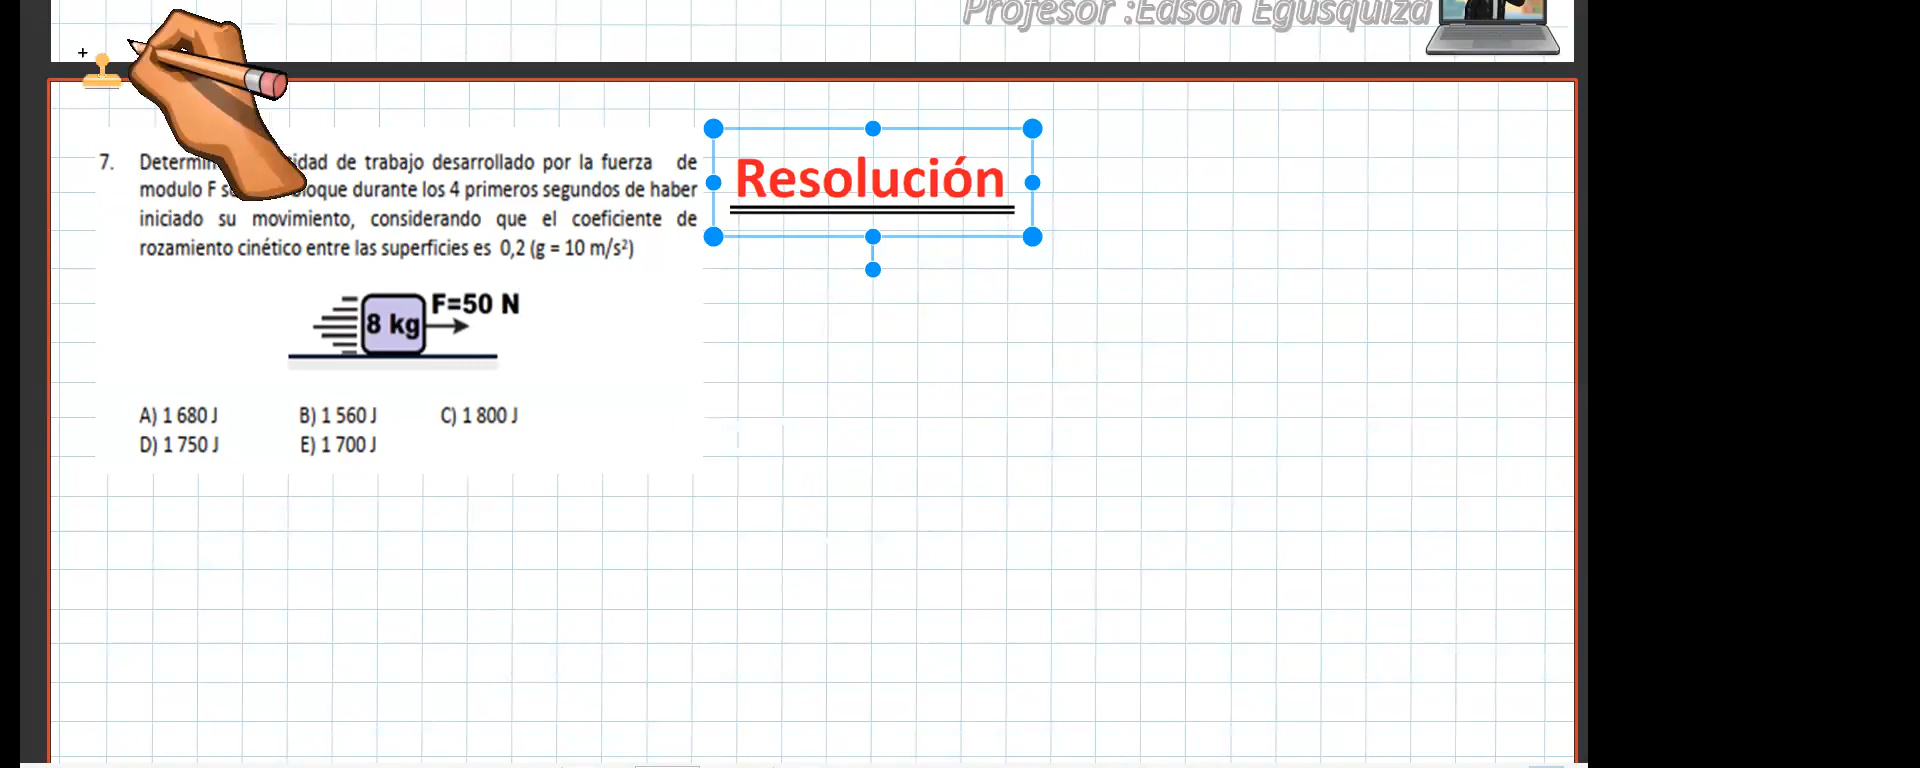 Profesor :Edson Egusquiza
7. Determin idad de trabajo desarrollado por la fuerza de
modulo F s loque durante los 4 primeros segundos de haber
iniciado su movimiento, considerando que el coeficiente de
rozamiento cinético entre las superficies es 0,2 (g = 10 m/s²)
F=50 N
8 kg
A) 1 680 J B) 1 560 J C) 1 800 J
D) 1 750 J E) 1 700 J
Resolución